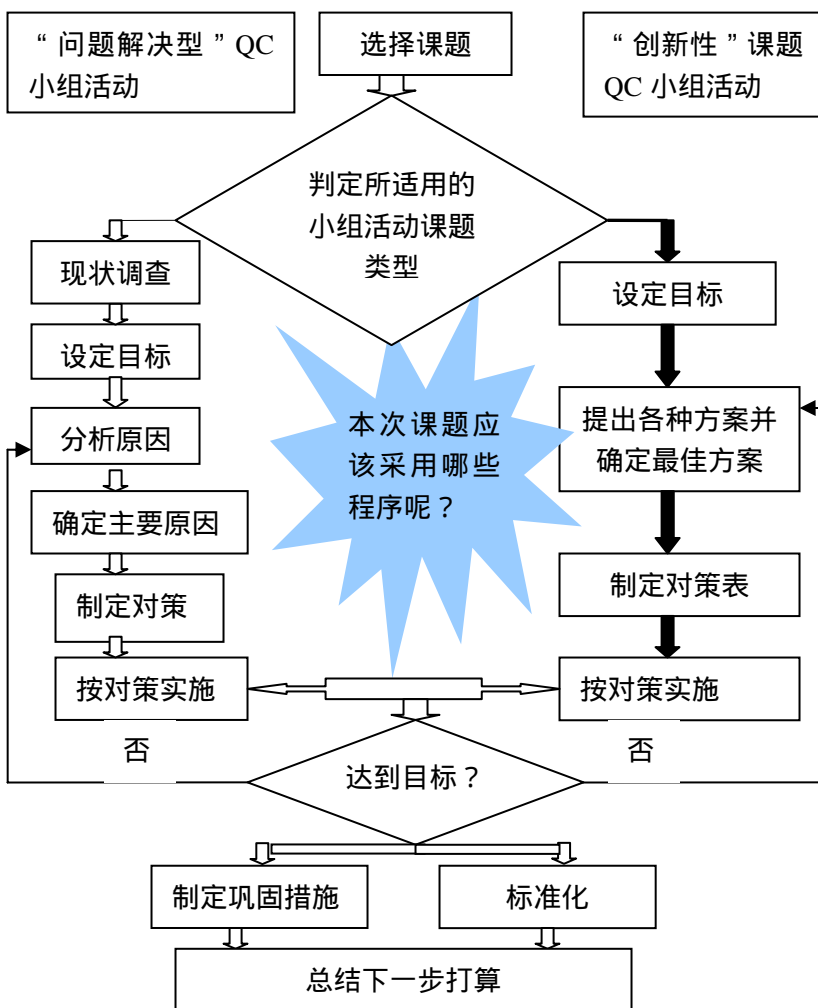 “问题解决型”QC
小组活动
选择课题
“创新性”课题
QC 小组活动
判定所适用的
小组活动课题
类型
现状调查
设定目标
设定目标
分析原因
本次课题应
该采用哪些
程序呢？
提出各种方案并
确定最佳方案
确定主要原因
制定对策
制定对策表
按对策实施
按对策实施
否
否
达到目标？
制定巩固措施
标准化
总结下一步打算